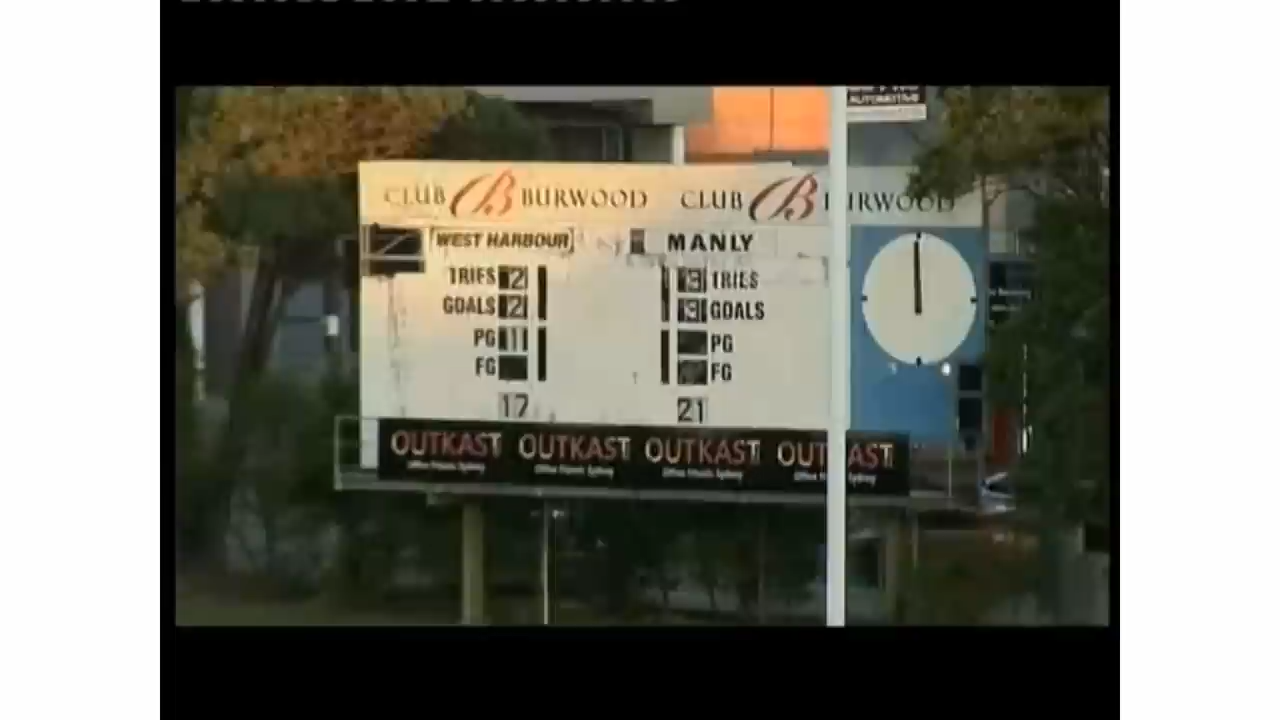 AUTOMOTIVE
CLUB B BURWOOD CLUB B BURWOOD
WEST HARBOUR MANLY
TRIES 2 3 TRIES
GOALS 2 3 GOALS
PG 1 PG
FG FG
17 21
OUTKAST OUTKAST OUTKAST OUTKAST